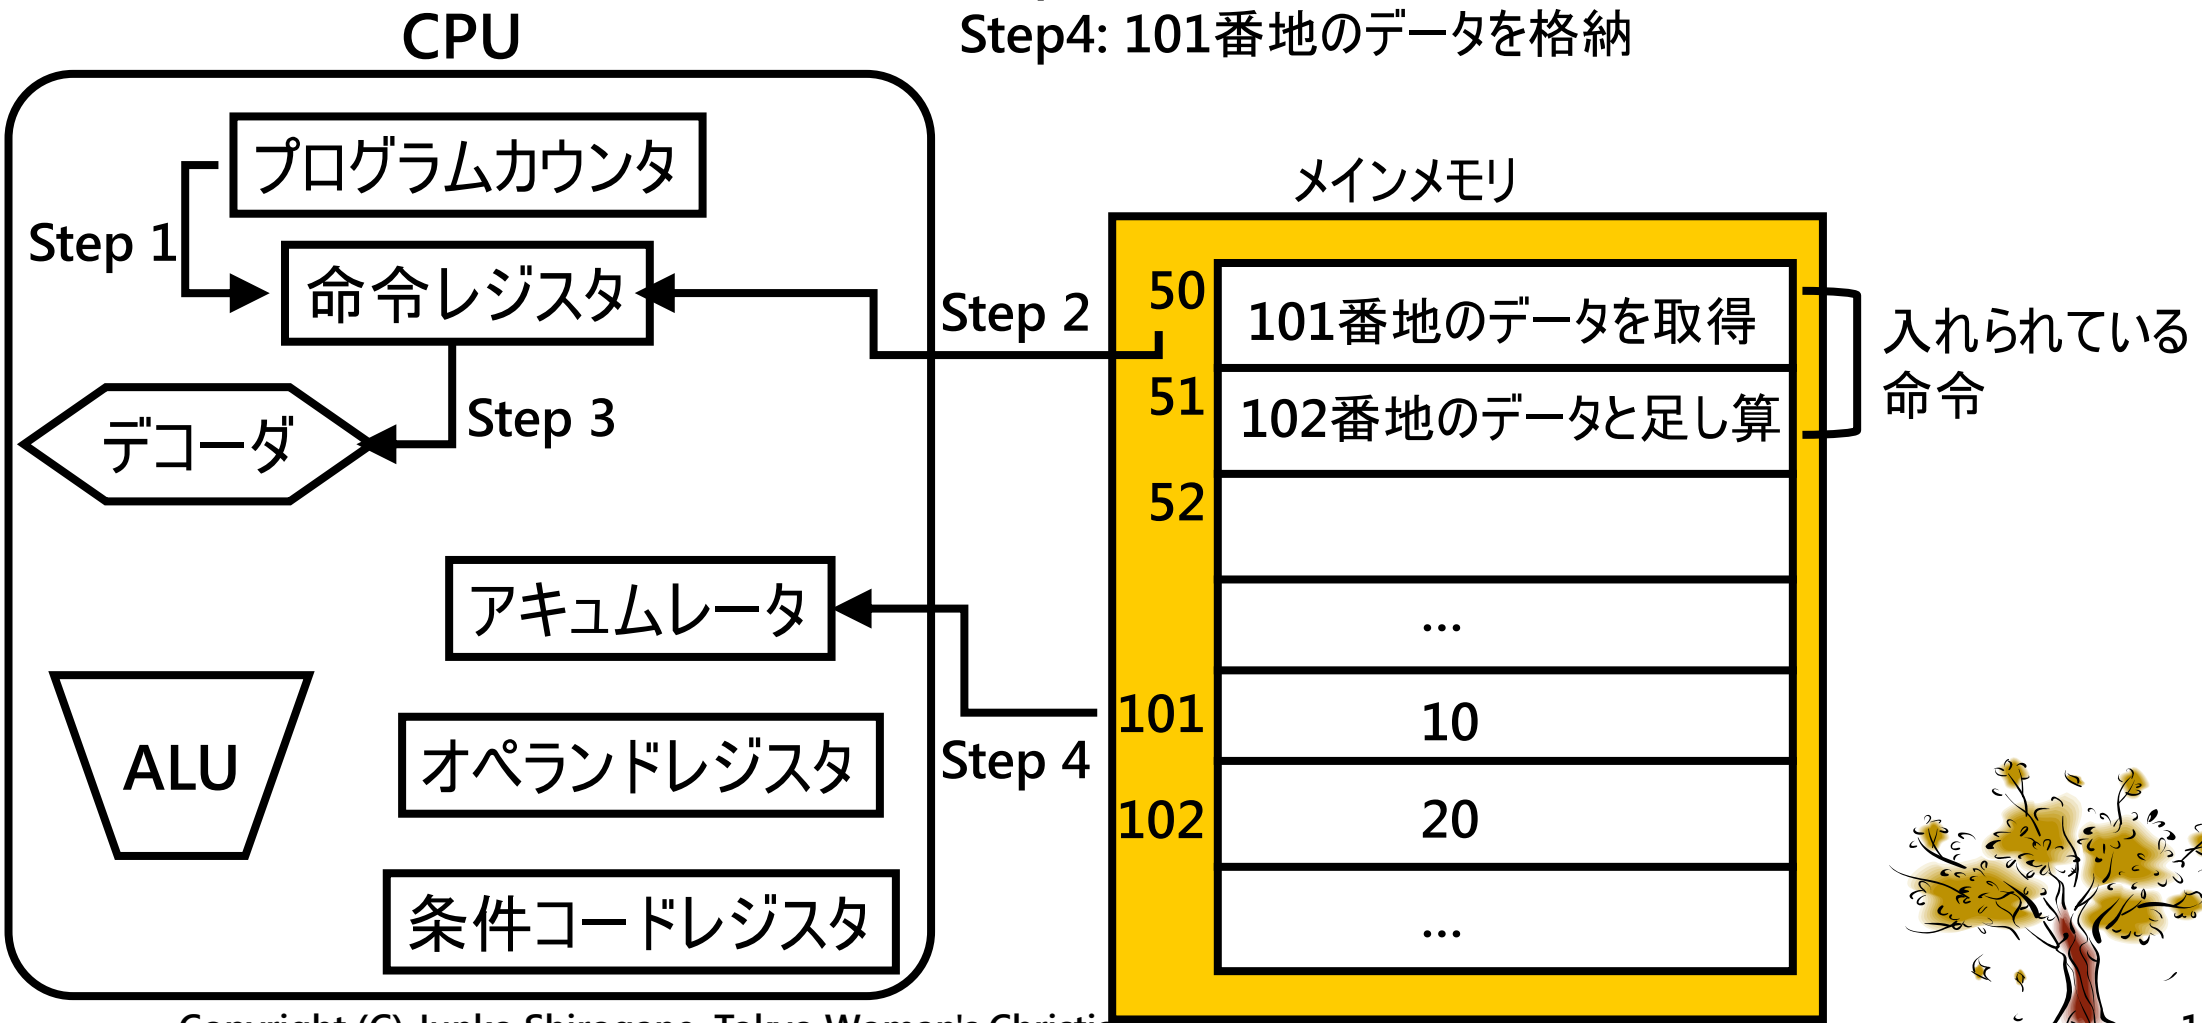 CPU
Step4: 101番地のデータを格納
プログラムカウンタ
メインメモリ
Step 1
命令レジスタ
Step 2
50
101番地のデータを取得
入れられている
命令
51
102番地のデータと足し算
Step 3
デコーダ
52
アキュムレータ
...
101
10
ALU
オペランドレジスタ
Step 4
102
20
条件コードレジスタ
...
Copyright (C) Junko Shirogane, Tokyo Woman's Christia